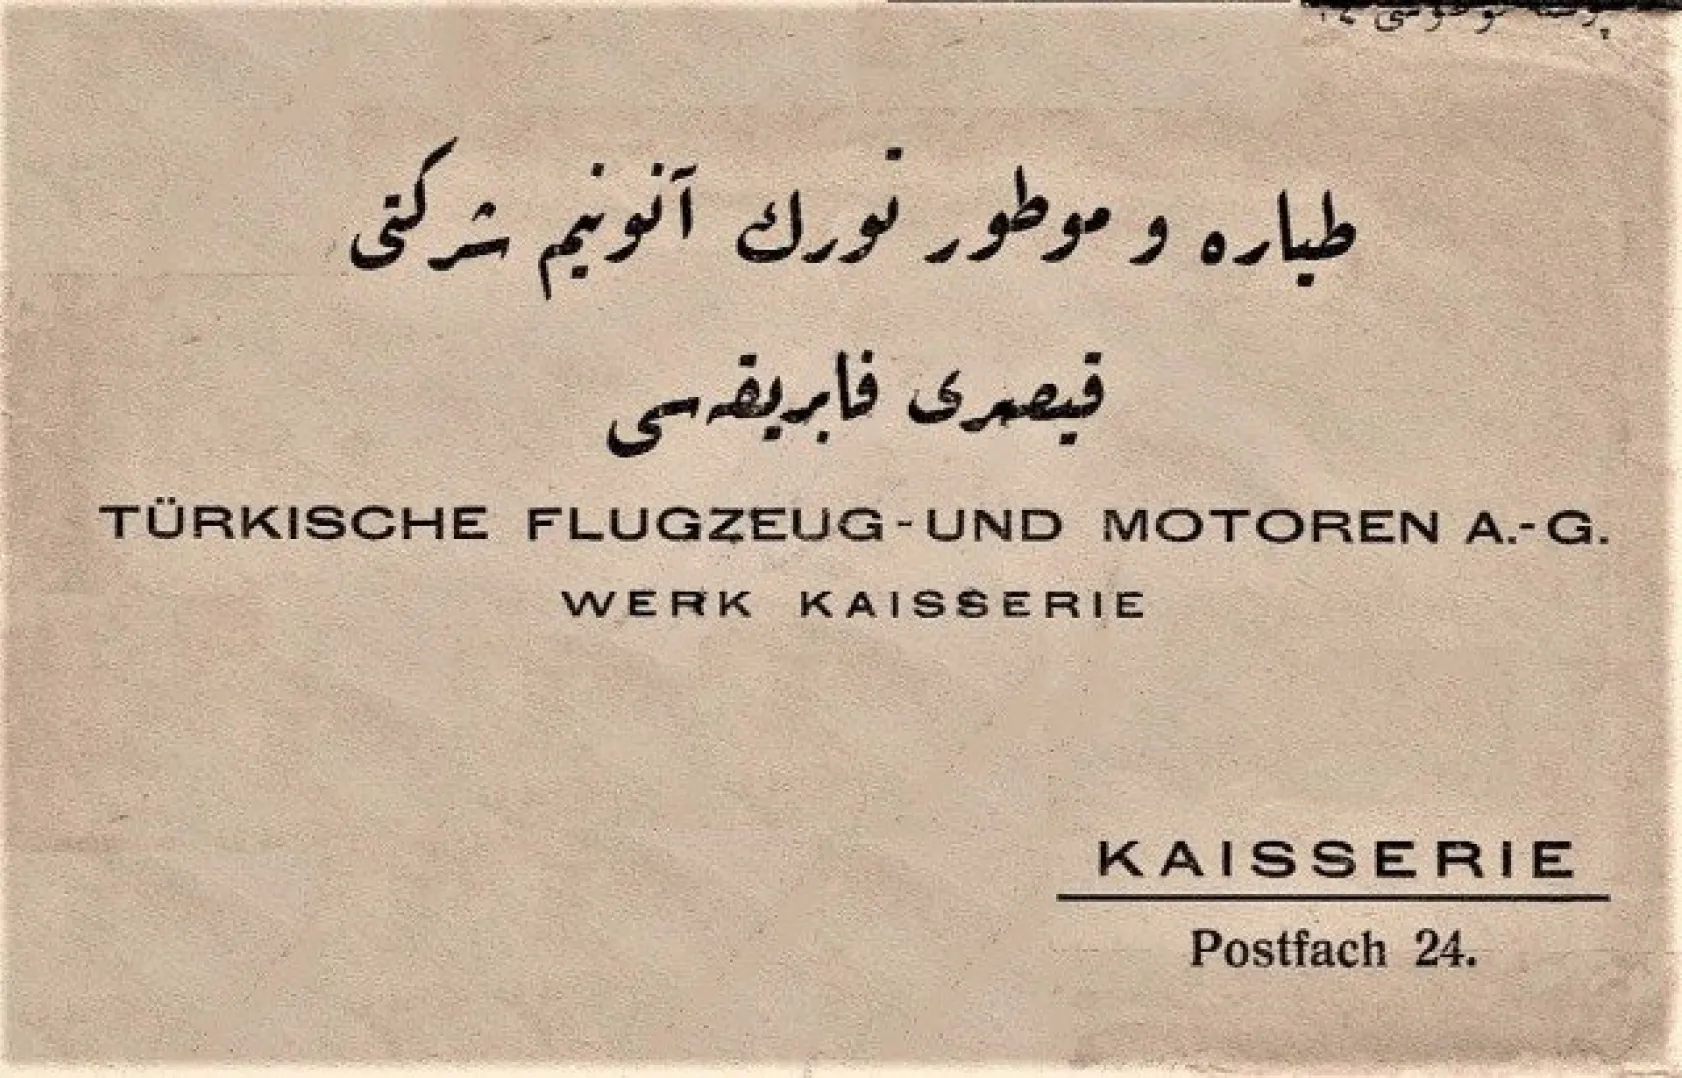 طیاره و موطور تورك آنونیم شركتی
قیصری فابریقه‌سی
TÜRKISCHE FLUGZEUG-UND MOTOREN A.-G.
WERK KAISSERIE
KAISSERIE
Postfach 24.